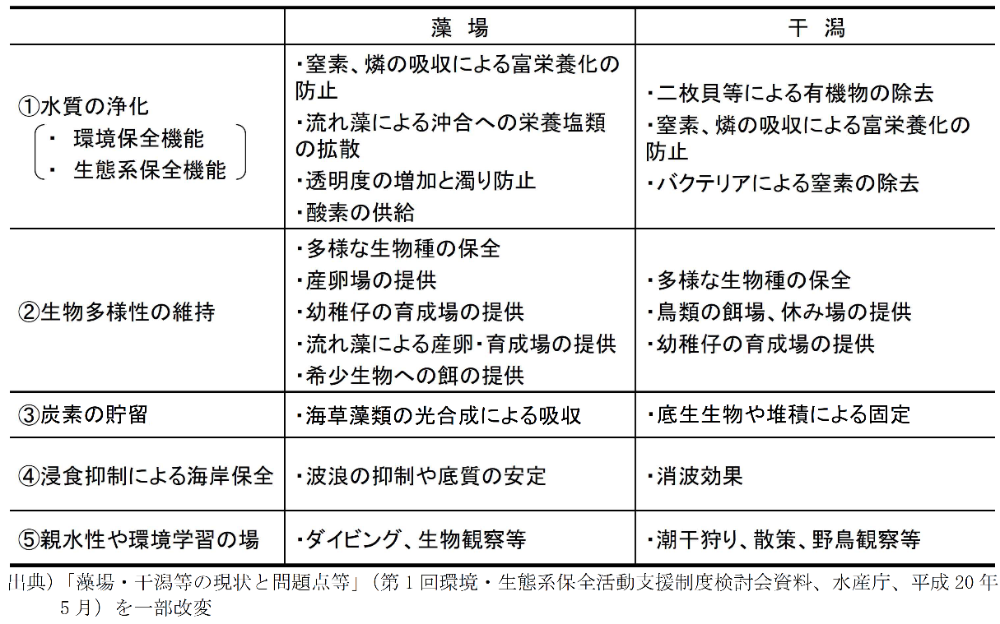 藻 場
干 潟
①水質の浄化
・ 環境保全機能
・ 生態系保全機能
・窒素、燐の吸収による富栄養化の
防止
・流れ藻による沖合への栄養塩類
の拡散
・透明度の増加と濁り防止
・酸素の供給
・二枚貝等による有機物の除去
・窒素、燐の吸収による富栄養化の
防止
・バクテリアによる窒素の除去
②生物多様性の維持
・多様な生物種の保全
・産卵場の提供
・幼稚仔の育成場の提供
・流れ藻による産卵・育成場の提供
・希少生物への餌の提供
・多様な生物種の保全
・鳥類の餌場、休み場の提供
・幼稚仔の育成場の提供
③炭素の貯留
・海草藻類の光合成による吸収
・底生生物や堆積による固定
④浸食抑制による海岸保全
・波浪の抑制や底質の安定
・消波効果
⑤親水性や環境学習の場
・ダイビング、生物観察等
・潮干狩り、散策、野鳥観察等
出典）「藻場・干潟等の現状と問題点等」（第1回環境・生態系保全活動支援制度検討会資料、水産庁、平成20年
5月）を一部改変